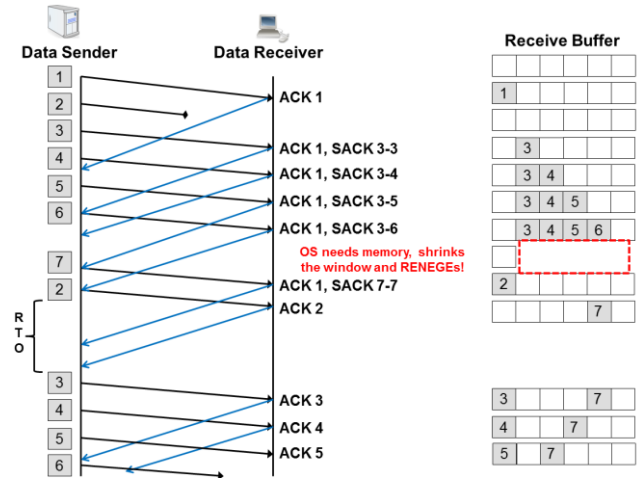 Data Sender
Data Receiver
Receive Buffer
1
ACK 1
1
2
3
ACK 1, SACK 3-3
3
4
ACK 1, SACK 3-4
3 4
5
ACK 1, SACK 3-5
3 4 5
6
ACK 1, SACK 3-6
3 4 5 6
OS needs memory, shrinks
the window and RENEGEs!
7
ACK 1, SACK 7-7
2
2
ACK 2
7
R
T
O
3
ACK 3
3 7
4
ACK 4
4 7
5
ACK 5
5 7
6